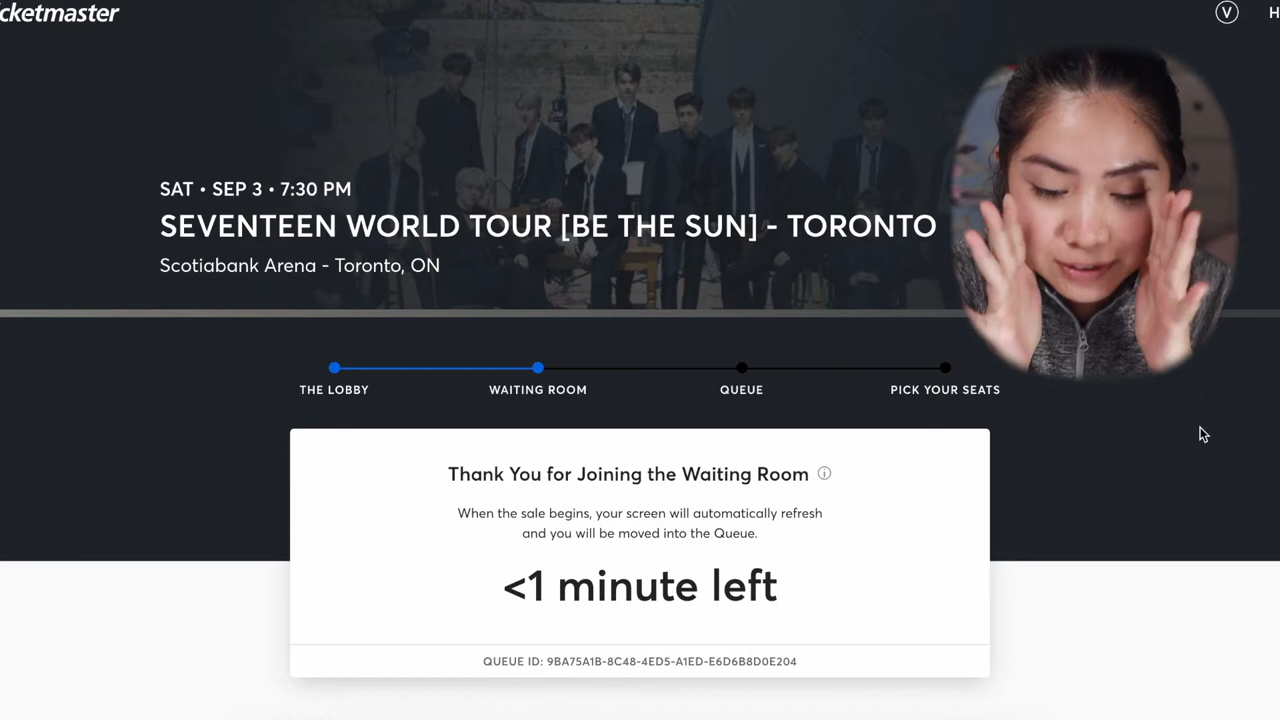 cketmaster
V
H
SAT • SEP 3 • 7:30 PM
SEVENTEEN WORLD TOUR [BE THE SUN] - TORONTO
Scotiabank Arena - Toronto, ON
THE LOBBY
WAITING ROOM
QUEUE
PICK YOUR SEATS
Thank You for Joining the Waiting Room
When the sale begins, your screen will automatically refresh
and you will be moved into the Queue.
<1 minute left
QUEUE ID: 9BA75A1B-8C48-4ED5-A1ED-E6D6B8D0E204